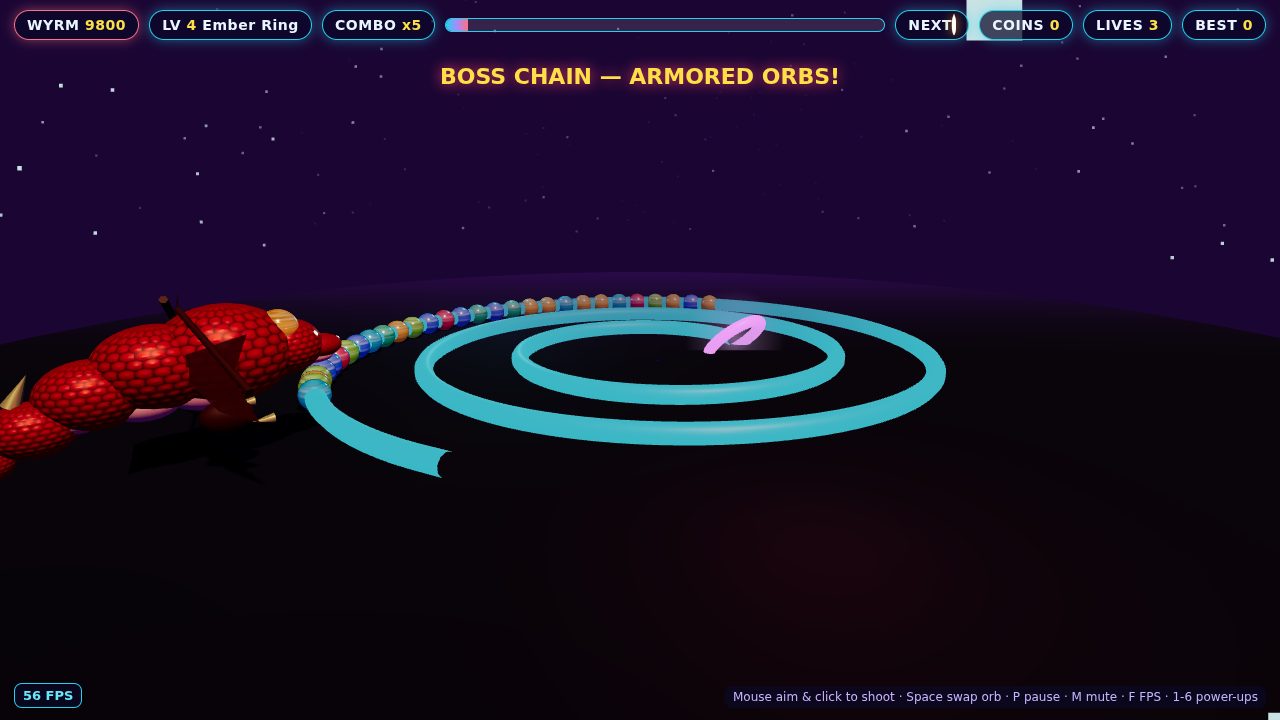 WYRM 9800
LV 4 Ember Ring
COMBO x5
NEXT
COINS 0
LIVES 3
BEST 0
BOSS CHAIN — ARMORED ORBS!
56 FPS
Mouse aim & click to shoot · Space swap orb · P pause · M mute · F FPS · 1-6 power-ups